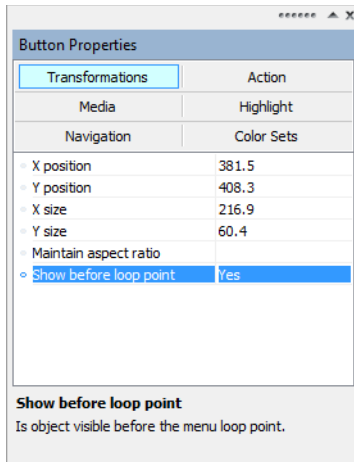 Button Properties
Transformations Action
Media Highlight
Navigation Color Sets
X position 381.5
Y position 408.3
X size 216.9
Y size 60.4
Maintain aspect ratio
Show before loop point Yes
Show before loop point
Is object visible before the menu loop point.